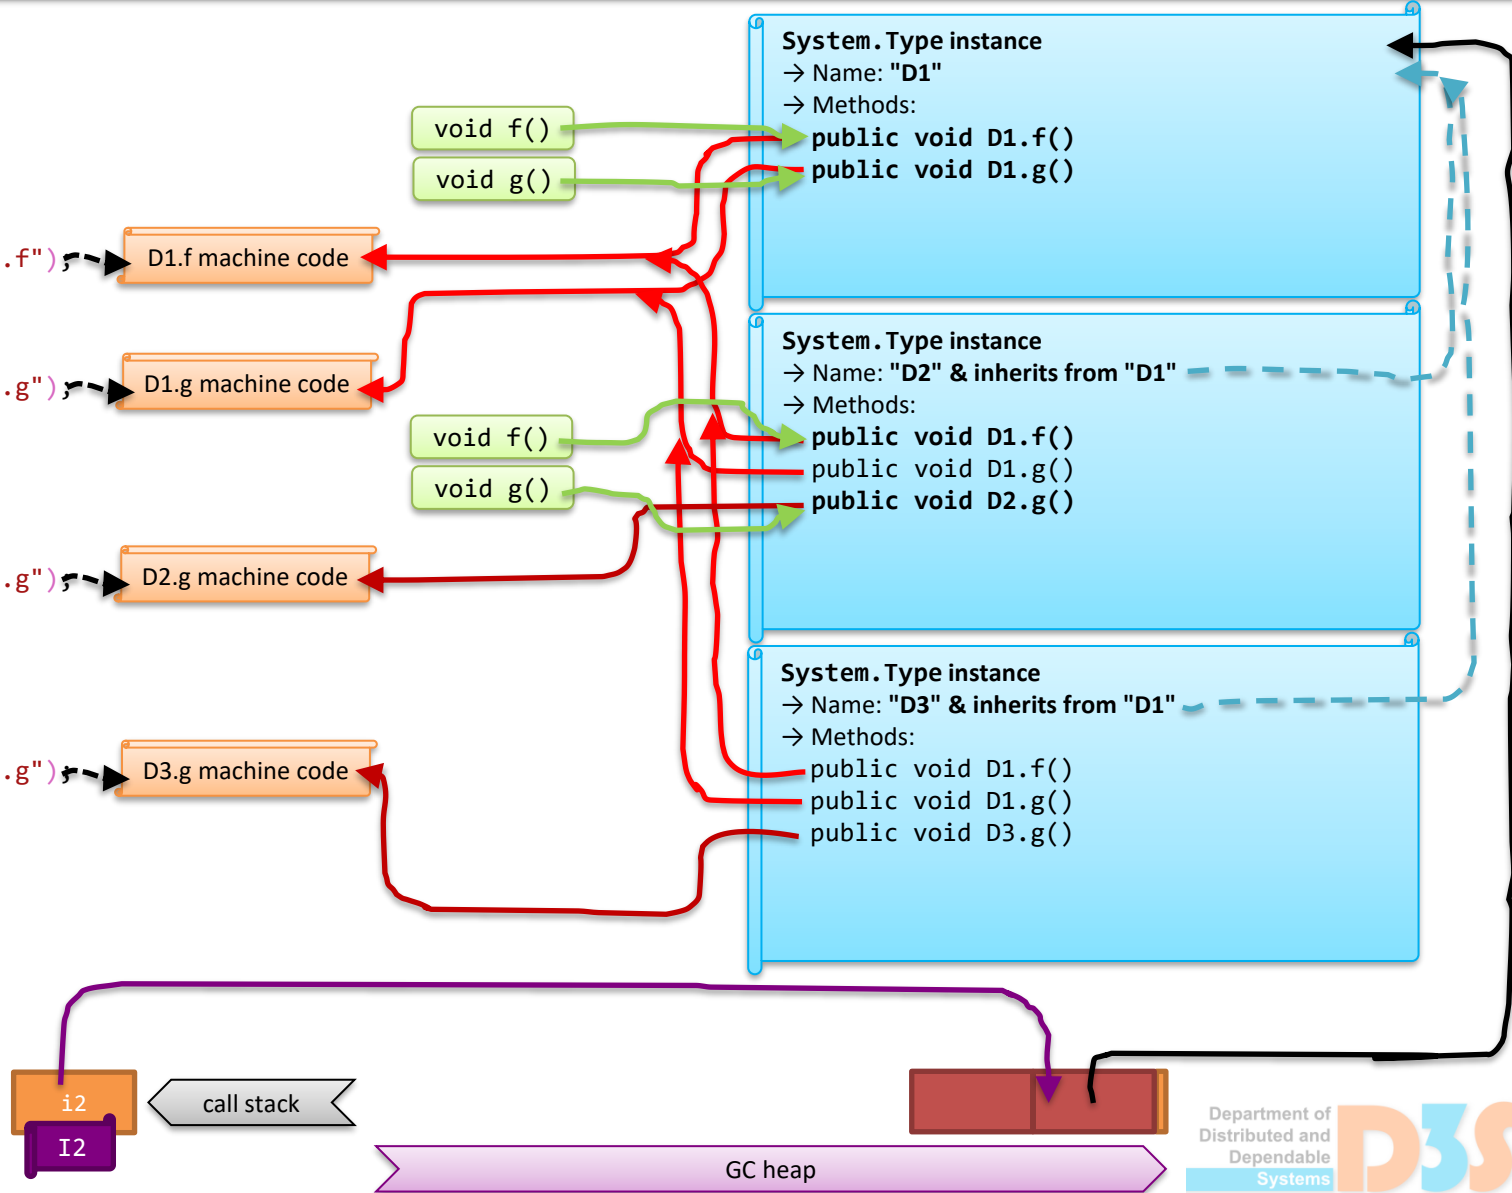 System.Type instance
→ Name: "D1"
→ Methods:
public void D1.f()
public void D1.g()
void f()
void g()
.f");
D1.f machine code
.g");
D1.g machine code
System.Type instance
→ Name: "D2" & inherits from "D1"
→ Methods:
public void D1.f()
public void D1.g()
public void D2.g()
void f()
void g()
.g");
D2.g machine code
System.Type instance
→ Name: "D3" & inherits from "D1"
→ Methods:
public void D1.f()
public void D1.g()
public void D3.g()
.g");
D3.g machine code
i2
I2
call stack
GC heap
Department of
Distributed and
Dependable
Systems
D3S